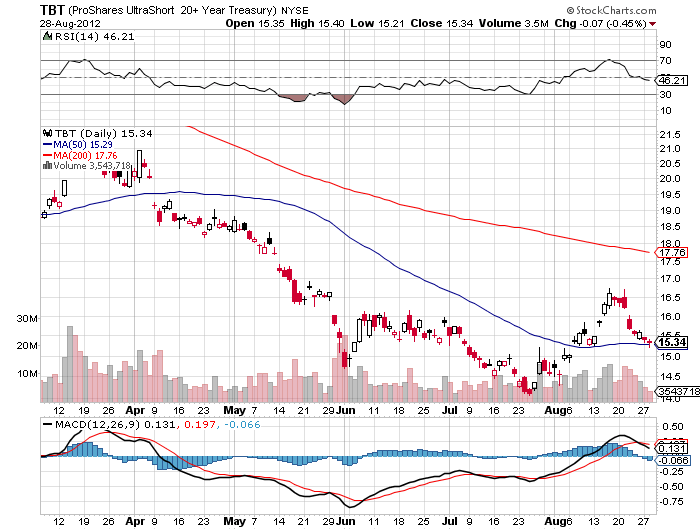 TBT (ProShares UltraShort 20+ Year Treasury) NYSE
© StockCharts.com
28-Aug-2012
Open 15.35 High 15.40 Low 15.21 Close 15.34 Volume 3.5M Chg -0.07 (-0.45%)
RSI(14) 46.21
90
70
50
46.21
30
10
TBT (Daily) 15.34
MA(50) 15.29
MA(200) 17.76
Volume 3,543,718
21.5
21.0
20.5
20.0
19.5
19.0
18.5
18.0
17.76
17.5
17.0
16.5
16.0
15.5
15.34
15.0
14.5
14.0
30M
20M
10M
3543718
12 19 26 Apr 9 16 23 May 7 14 21 29 Jun 11 18 25 Jul 9 16 23 Aug 6 13 20 27
MACD(12,26,9) 0.131, 0.197, -0.066
0.50
0.197
0.131
-0.066
-0.25
-0.50
-0.75
12 19 26 Apr 9 16 23 May 7 14 21 29 Jun 11 18 25 Jul 9 16 23 Aug 6 13 20 27